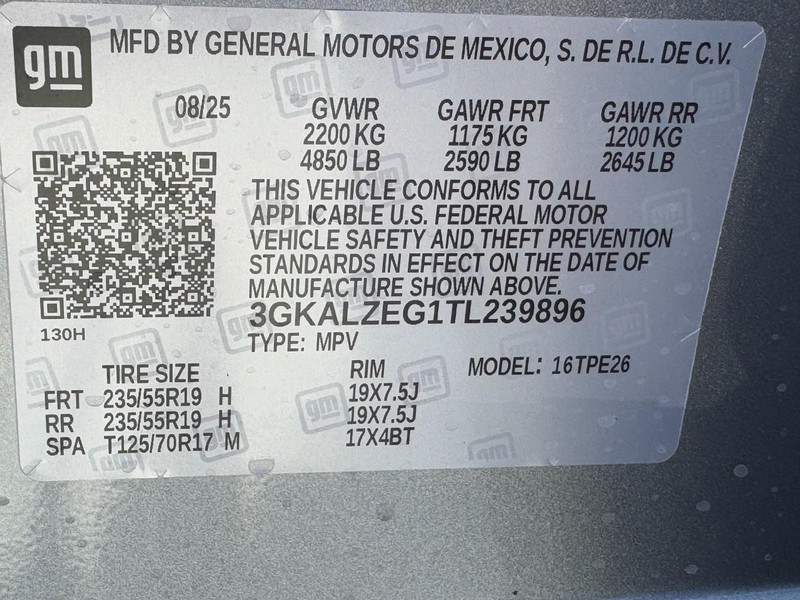 gm MFD BY GENERAL MOTORS DE MEXICO, S. DE R.L. DE C.V.
08/25 GVWR GAWR FRT GAWR RR
2200 KG 1175 KG 1200 KG
4850 LB 2590 LB 2645 LB
THIS VEHICLE CONFORMS TO ALL
APPLICABLE U.S. FEDERAL MOTOR
VEHICLE SAFETY AND THEFT PREVENTION
STANDARDS IN EFFECT ON THE DATE OF
MANUFACTURE SHOWN ABOVE.
3GKALZEG1TL239896
130H
TYPE: MPV
TIRE SIZE RIM MODEL: 16TPE26
FRT 235/55R19 H 19X7.5J
RR 235/55R19 H 19X7.5J
SPA T125/70R17 M 17X4BT